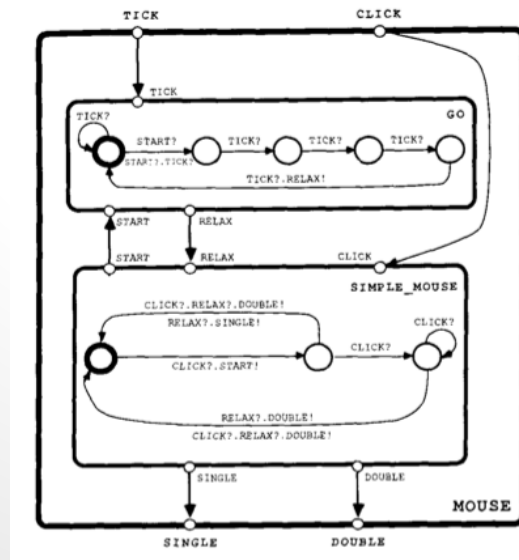 TICK CLICK
TICK
GO
TICK?
START? TICK? TICK? TICK?
START?.TICK?
TICK?.RELAX!
START RELAX
START RELAX CLICK
SIMPLE_MOUSE
CLICK?.RELAX?.DOUBLE!
RELAX?.SINGLE!
CLICK?
CLICK?
CLICK?.START!
RELAX?.DOUBLE!
CLICK?.RELAX?.DOUBLE!
SINGLE DOUBLE
MOUSE
SINGLE DOUBLE